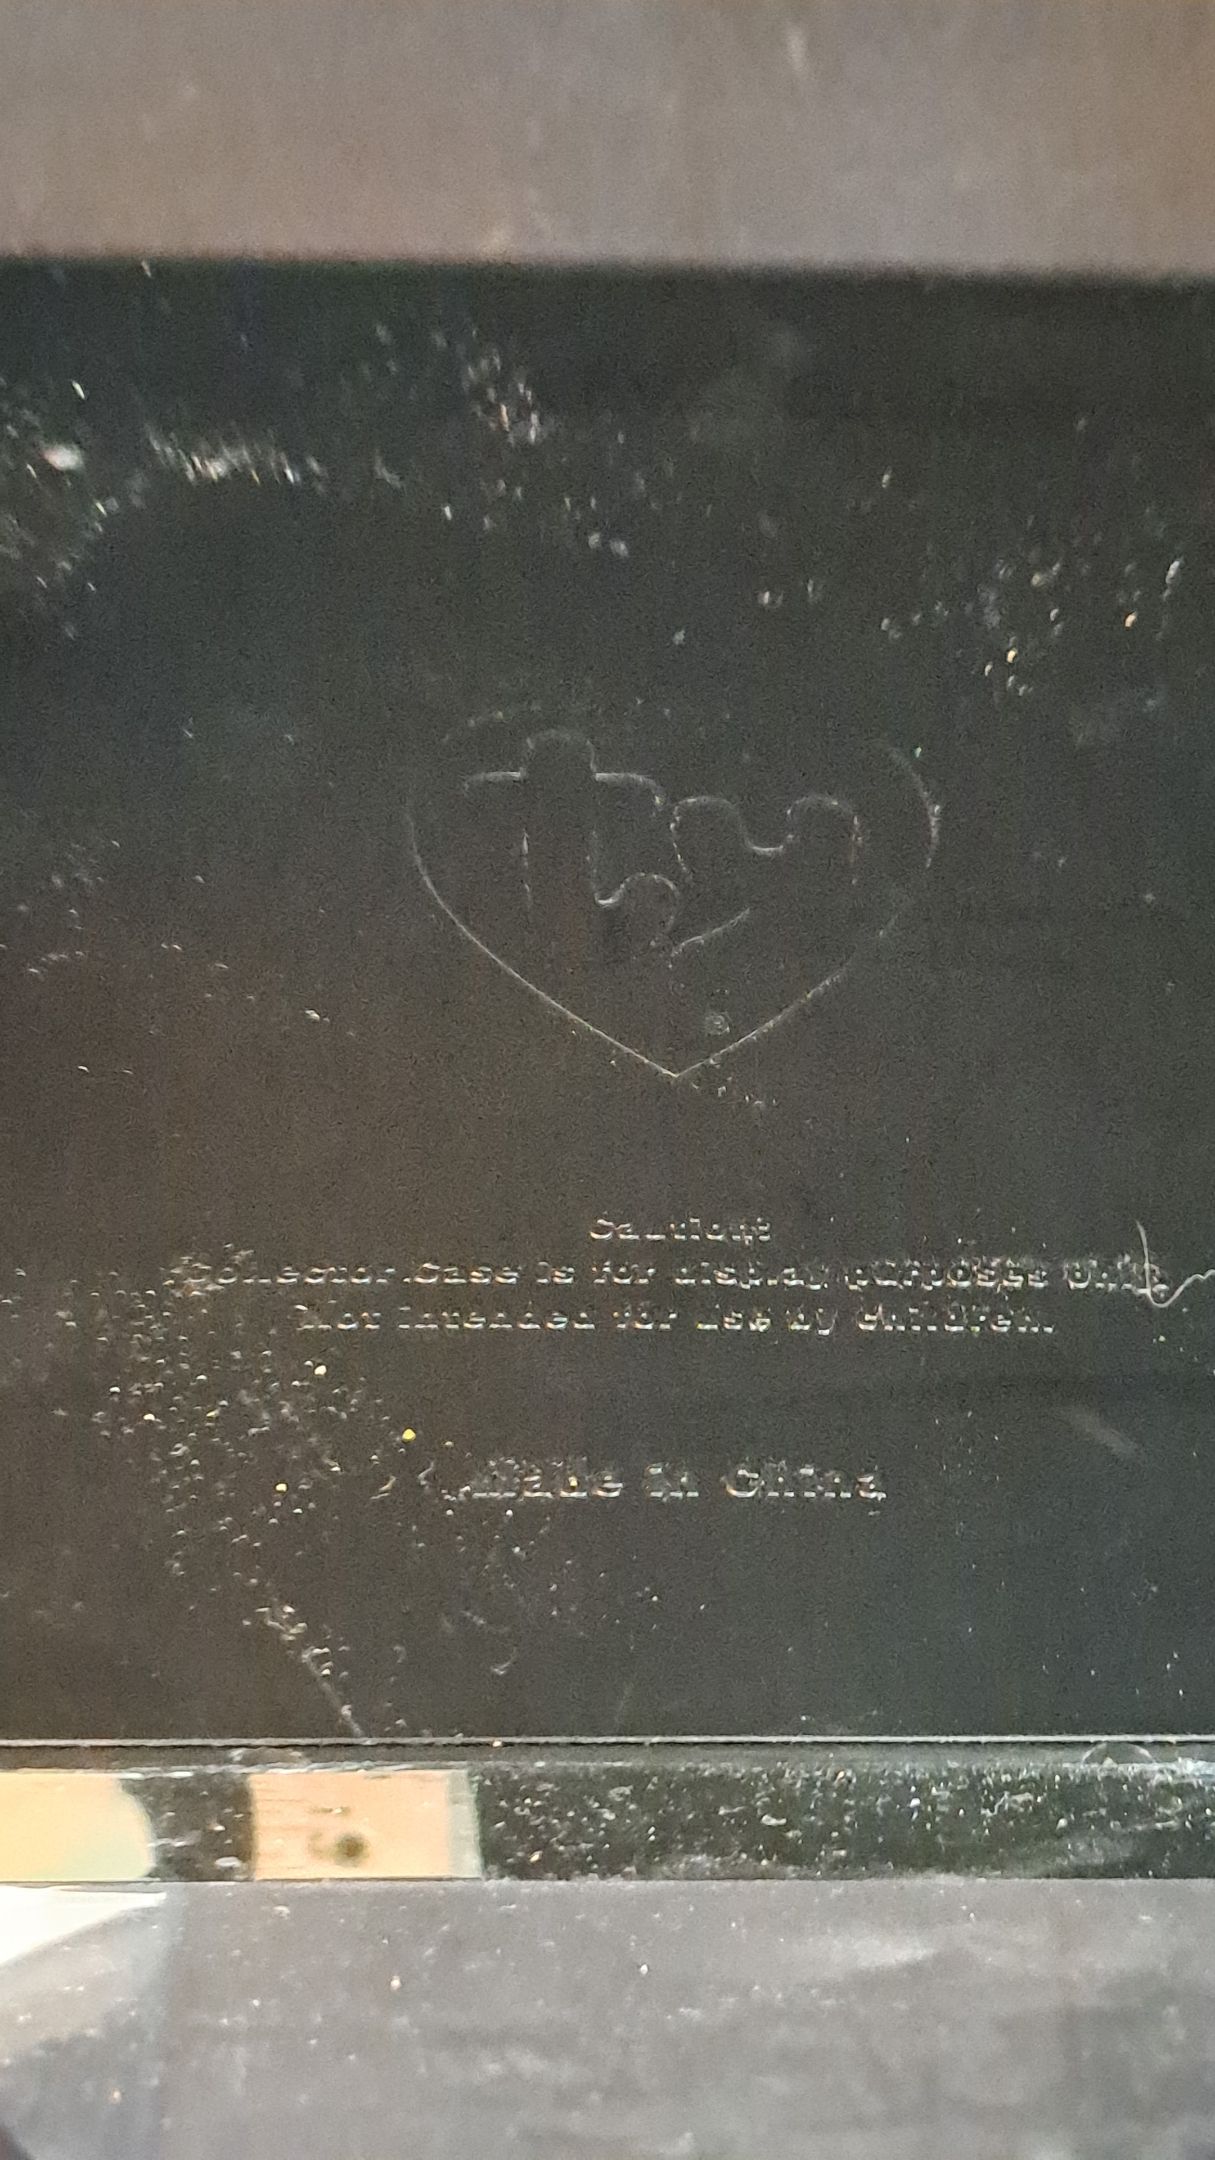 ty
®
Caution:
Collector Case is for display purposes only.
Not intended for use by children.
Made in China